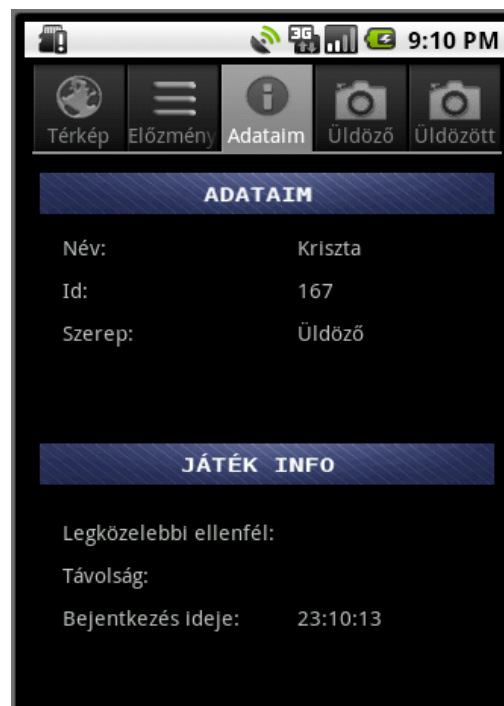 3G 9:10 PM
Térkép Előzmény Adataim Üldöző Üldözött
ADATAIM
Név: Kriszta
Id: 167
Szerep: Üldöző
JÁTÉK INFO
Legközelebbi ellenfél:
Távolság:
Bejentkezés ideje: 23:10:13